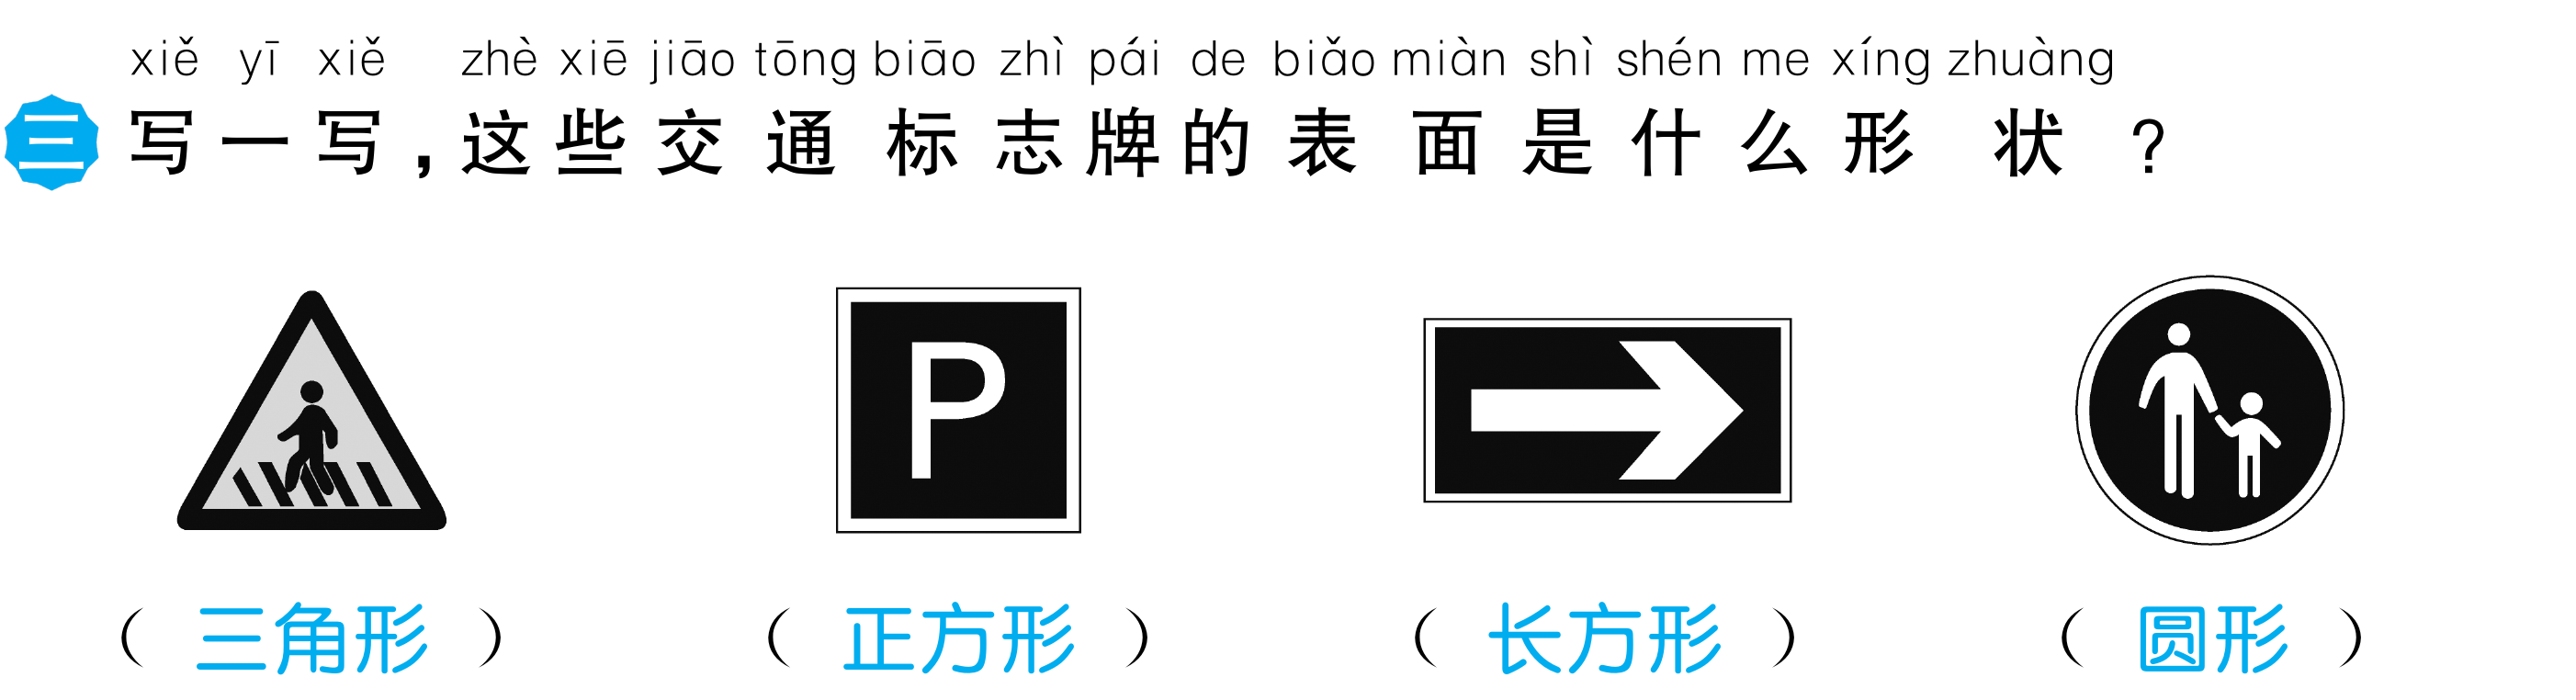 xiě yī xiě zhè xiē jiāo tōng biāo zhì pái de biǎo miàn shì shén me xíng zhuàng
三 写一写,这些交通标志牌的表面是什么形状?
P
( 三角形 ) ( 正方形 ) ( 长方形 ) ( 圆形 )